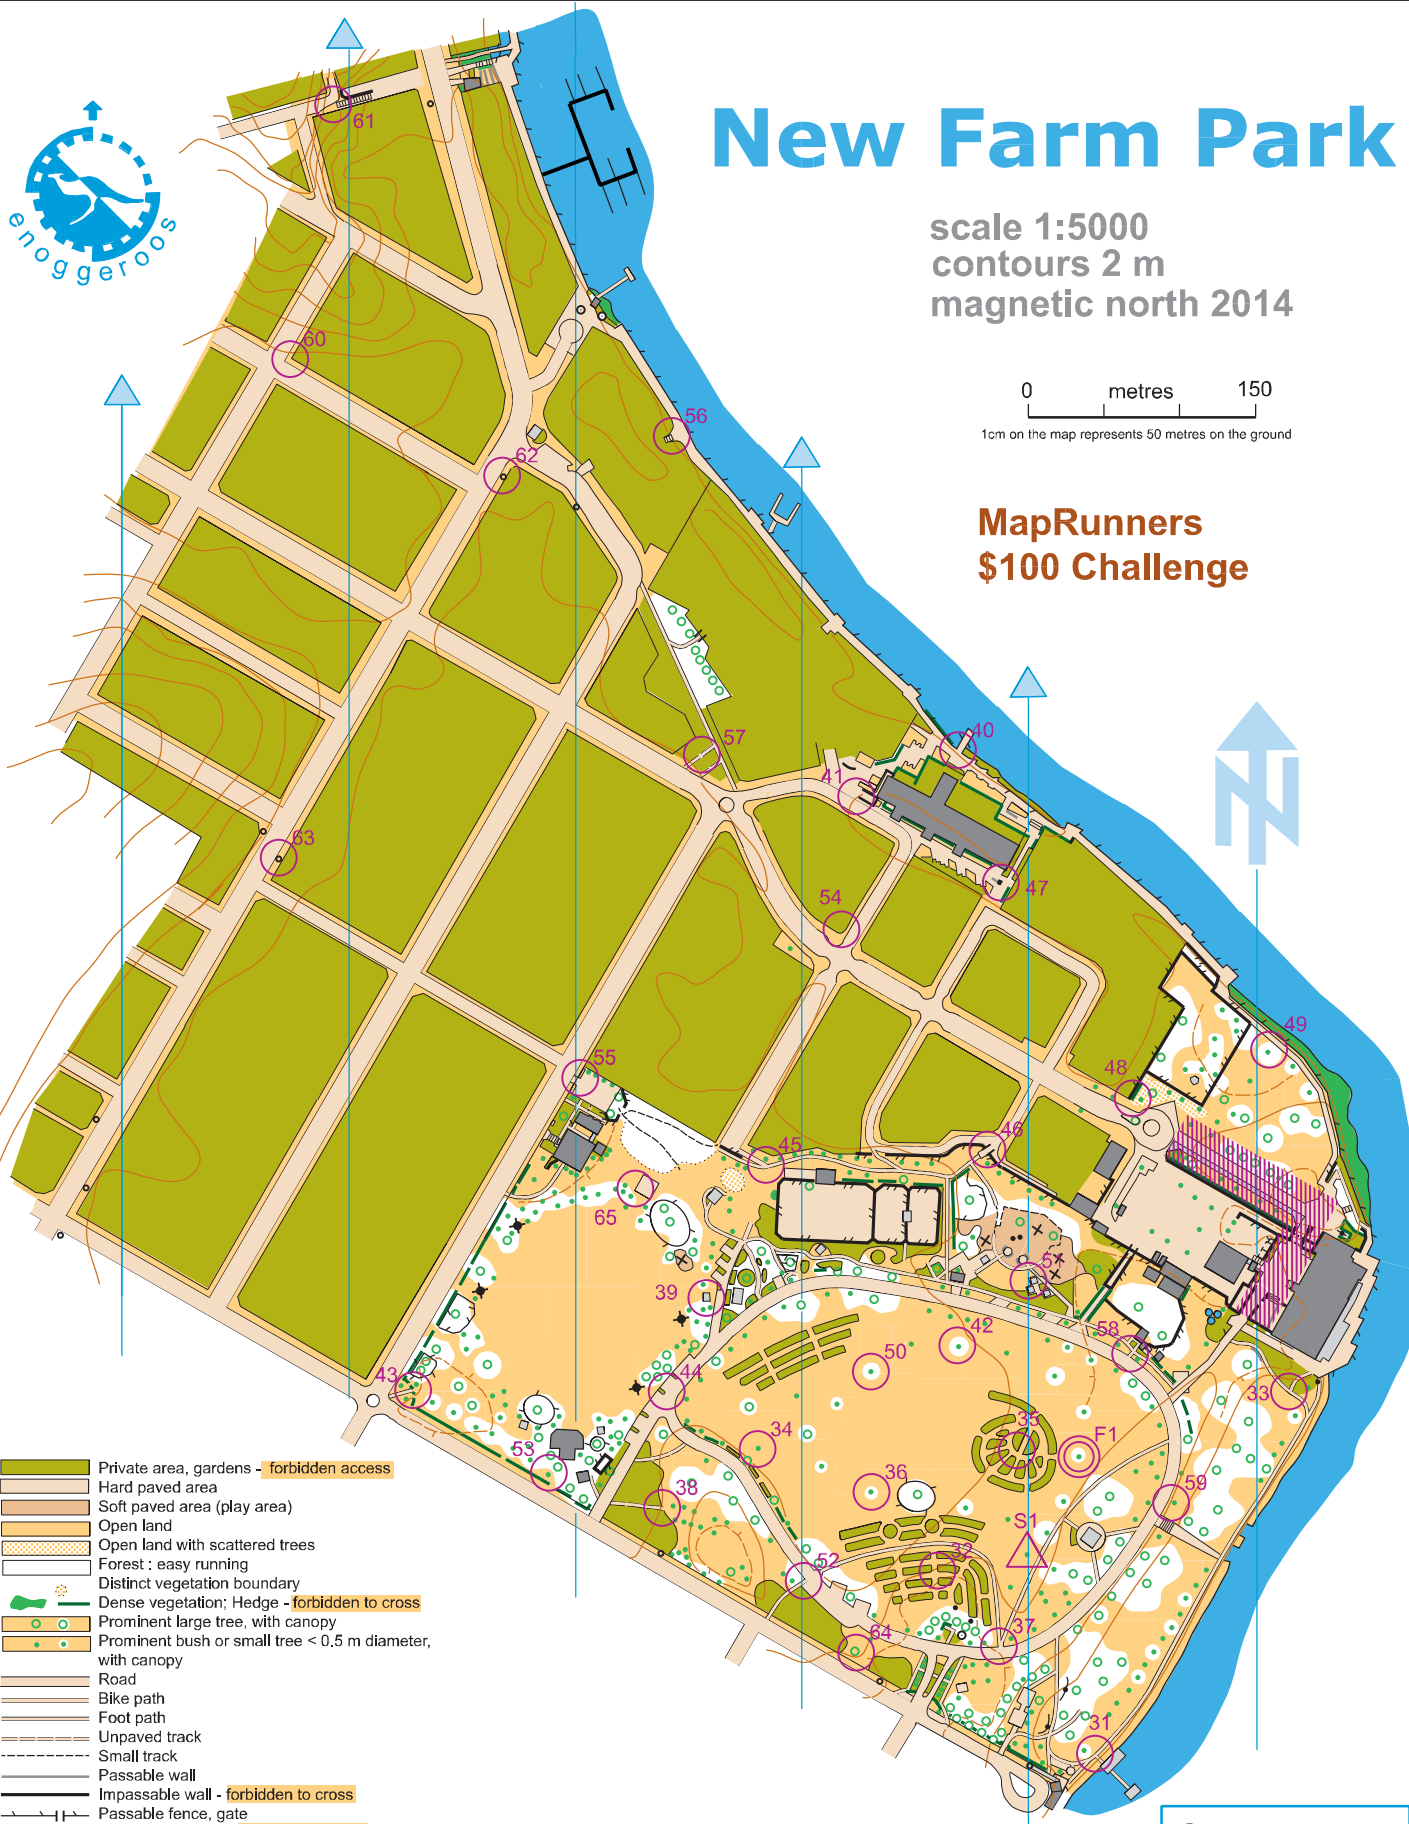 New Farm Park
enoggeroos
scale 1:5000
contours 2 m
magnetic north 2014
0 metres 150
1cm on the map represents 50 metres on the ground
MapRunners
$100 Challenge
N
61
60
56
62
57
40
41
63
47
54
49
55
48
45
46
65
51
39
42
58
50
43
44
33
34
35
F1
53
36
59
38
S1
52
32
64
37
31
Private area, gardens - forbidden access
Hard paved area
Soft paved area (play area)
Open land
Open land with scattered trees
Forest : easy running
Distinct vegetation boundary
Dense vegetation; Hedge - forbidden to cross
Prominent large tree, with canopy
Prominent bush or small tree < 0.5 m diameter,
with canopy
Road
Bike path
Foot path
Unpaved track
Small track
Passable wall
Impassable wall - forbidden to cross
Passable fence, gate